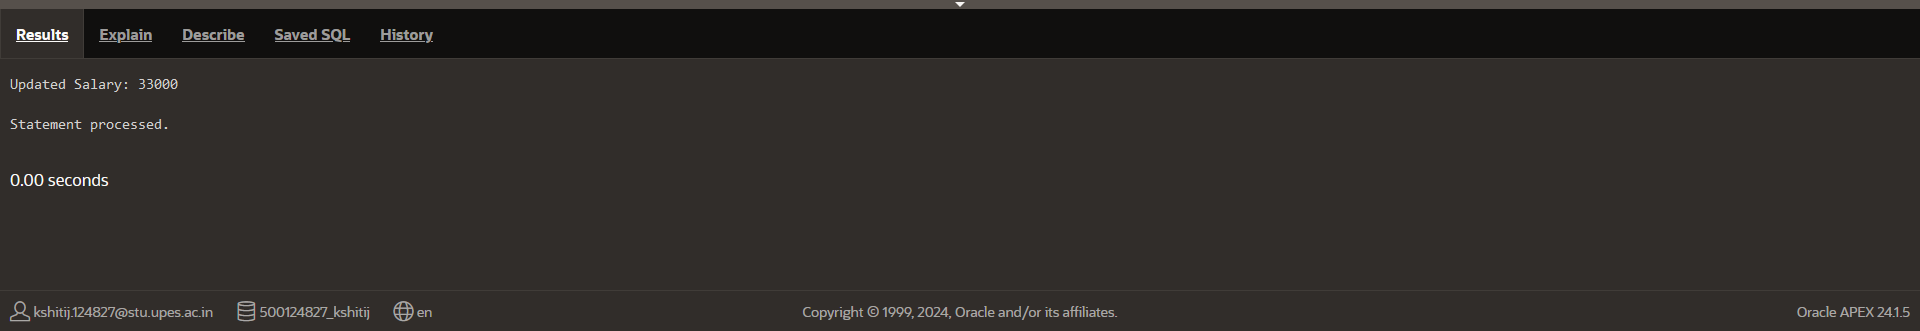 Results Explain Describe Saved SQL History
Updated Salary: 33000
Statement processed.
0.00 seconds
kshitij.124827@stu.upes.ac.in 500124827_kshitij en Copyright © 1999, 2024, Oracle and/or its affiliates. Oracle APEX 24.1.5